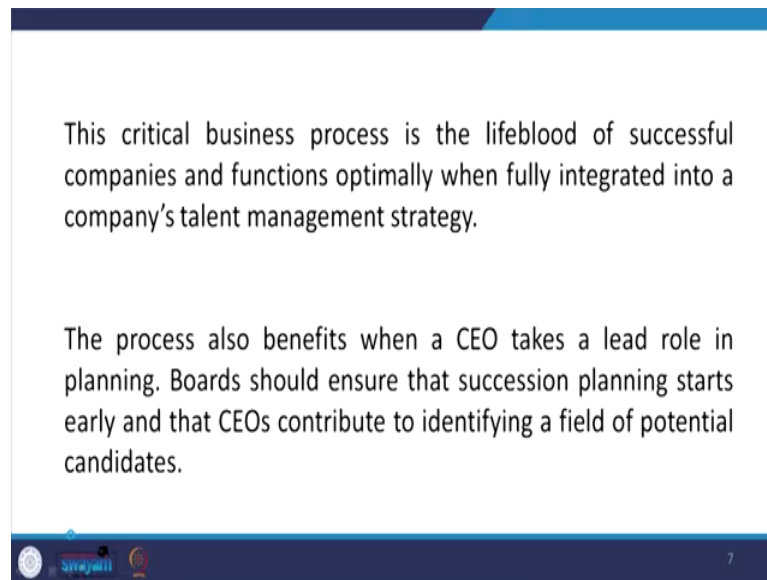 This critical business process is the lifeblood of successful
companies and functions optimally when fully integrated into a
company's talent management strategy.
The process also benefits when a CEO takes a lead role in
planning. Boards should ensure that succession planning starts
early and that CEOs contribute to identifying a field of potential
candidates.
swayam
7